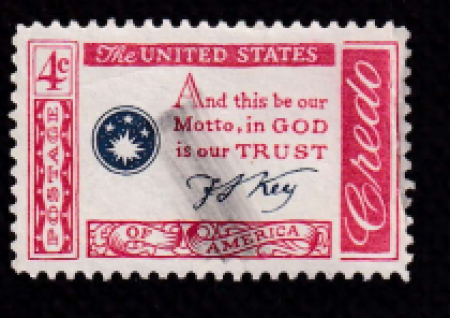 4c
The UNITED STATES
POSTAGE
And this be our
Motto, in GOD
is our TRUST
F S Key
OF AMERICA
Credo